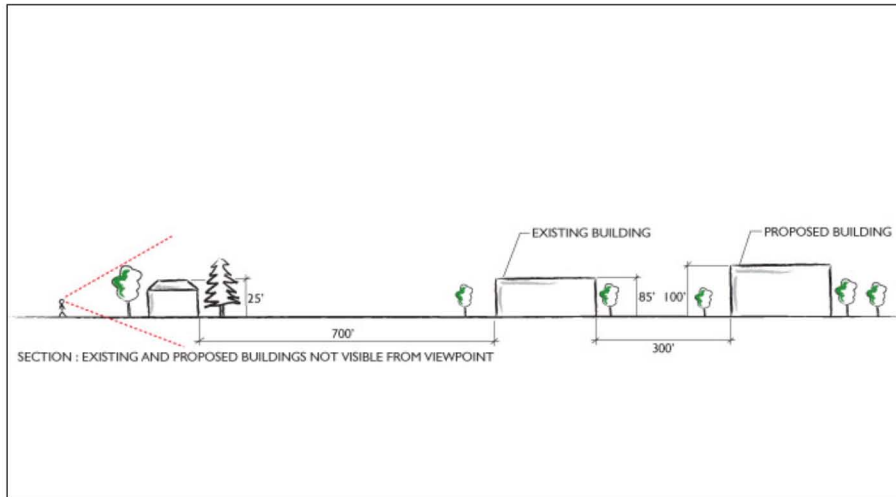 EXISTING BUILDING
PROPOSED BUILDING
25'
85'
100'
700'
300'
SECTION : EXISTING AND PROPOSED BUILDINGS NOT VISIBLE FROM VIEWPOINT